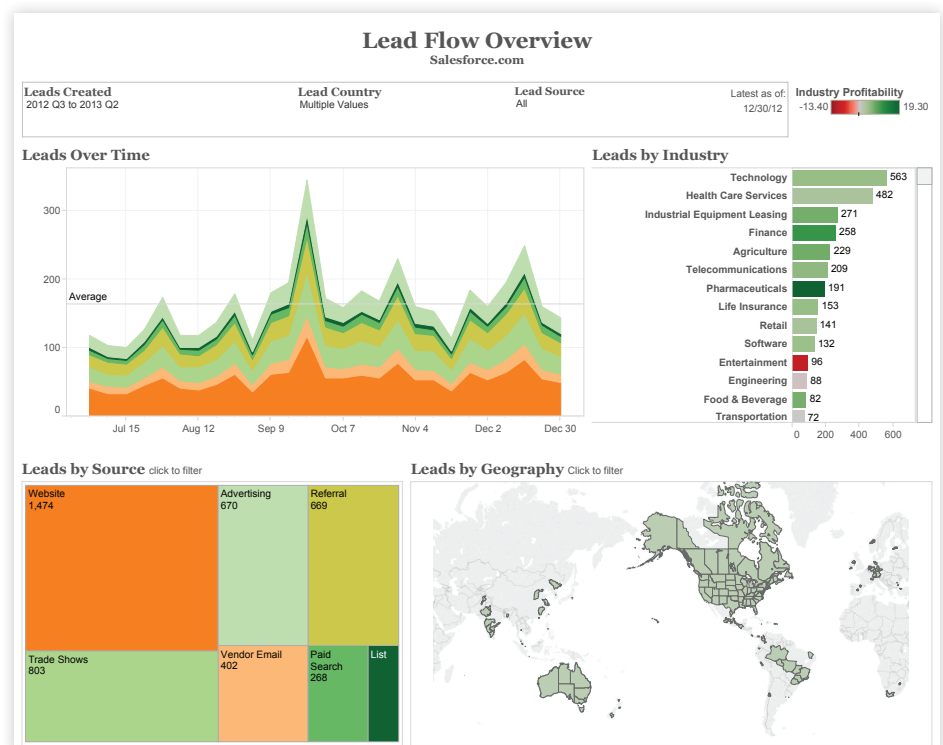 Lead Flow Overview
Salesforce.com
Leads Created
2012 Q3 to 2013 Q2
Lead Country
Multiple Values
Lead Source
All
Latest as of:
12/30/12
Industry Profitability
-13.40 19.30
Leads Over Time
300
200
Average
100
0
Jul 15 Aug 12 Sep 9 Oct 7 Nov 4 Dec 2 Dec 30
Leads by Industry
Technology 563
Health Care Services 482
Industrial Equipment Leasing 271
Finance 258
Agriculture 229
Telecommunications 209
Pharmaceuticals 191
Life Insurance 153
Retail 141
Software 132
Entertainment 96
Engineering 88
Food & Beverage 82
Transportation 72
0 200 400 600
Leads by Source click to filter
Website
1,474
Advertising
670
Referral
669
Trade Shows
803
Vendor Email
402
Paid
Search
268
List
Leads by Geography Click to filter